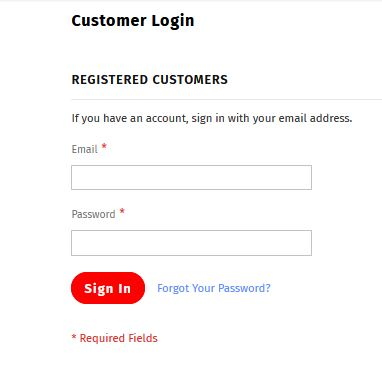 Customer Login
REGISTERED CUSTOMERS
If you have an account, sign in with your email address.
Email *
Password *
Sign In Forgot Your Password?
* Required Fields